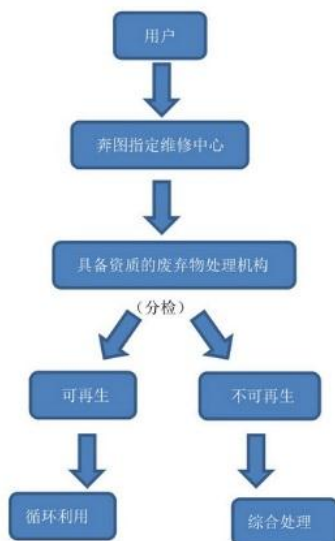 用户
奔图指定维修中心
具备资质的废弃物处理机构
（分检）
可再生
不可再生
循环利用
综合处理